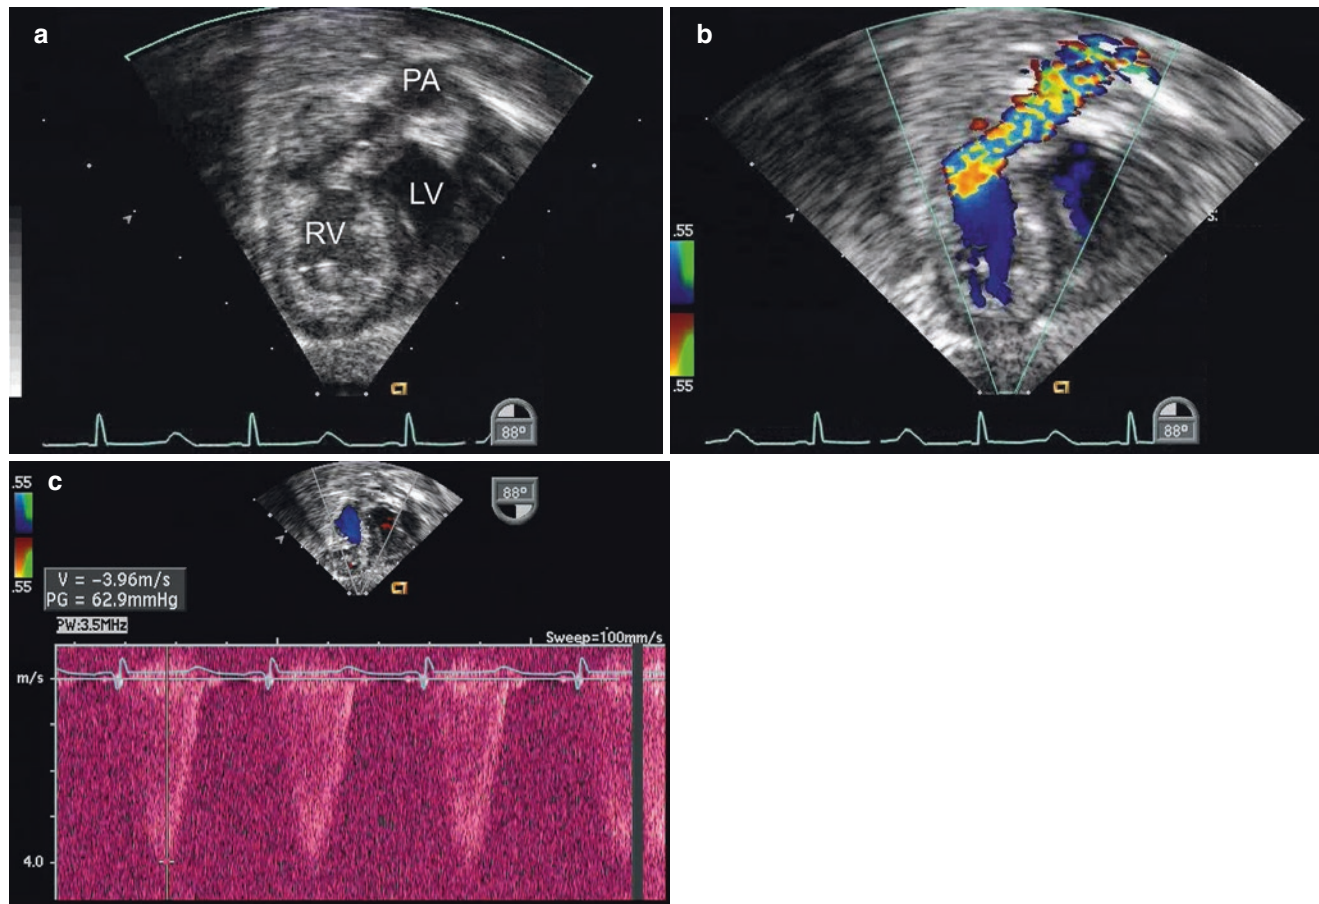 a
PA
LV
RV
88°
b
.55
.55
s:
88°
c
.55
.55
88°
V = -3.96m/s
PG = 62.9mmHg
PW:3.5MHz
Sweep=100mm/s
m/s
4.0